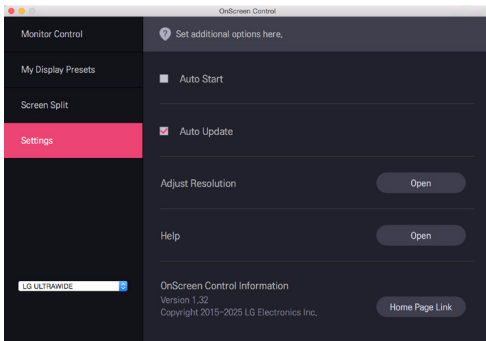 OnScreen Control
Monitor Control
My Display Presets
Screen Split
Settings
LG ULTRAWIDE
Set additional options here,
Auto Start
Auto Update
Adjust Resolution
Open
Help
Open
OnScreen Control Information
Version 1.32
Copyright 2015-2025 LG Electronics Inc,
Home Page Link